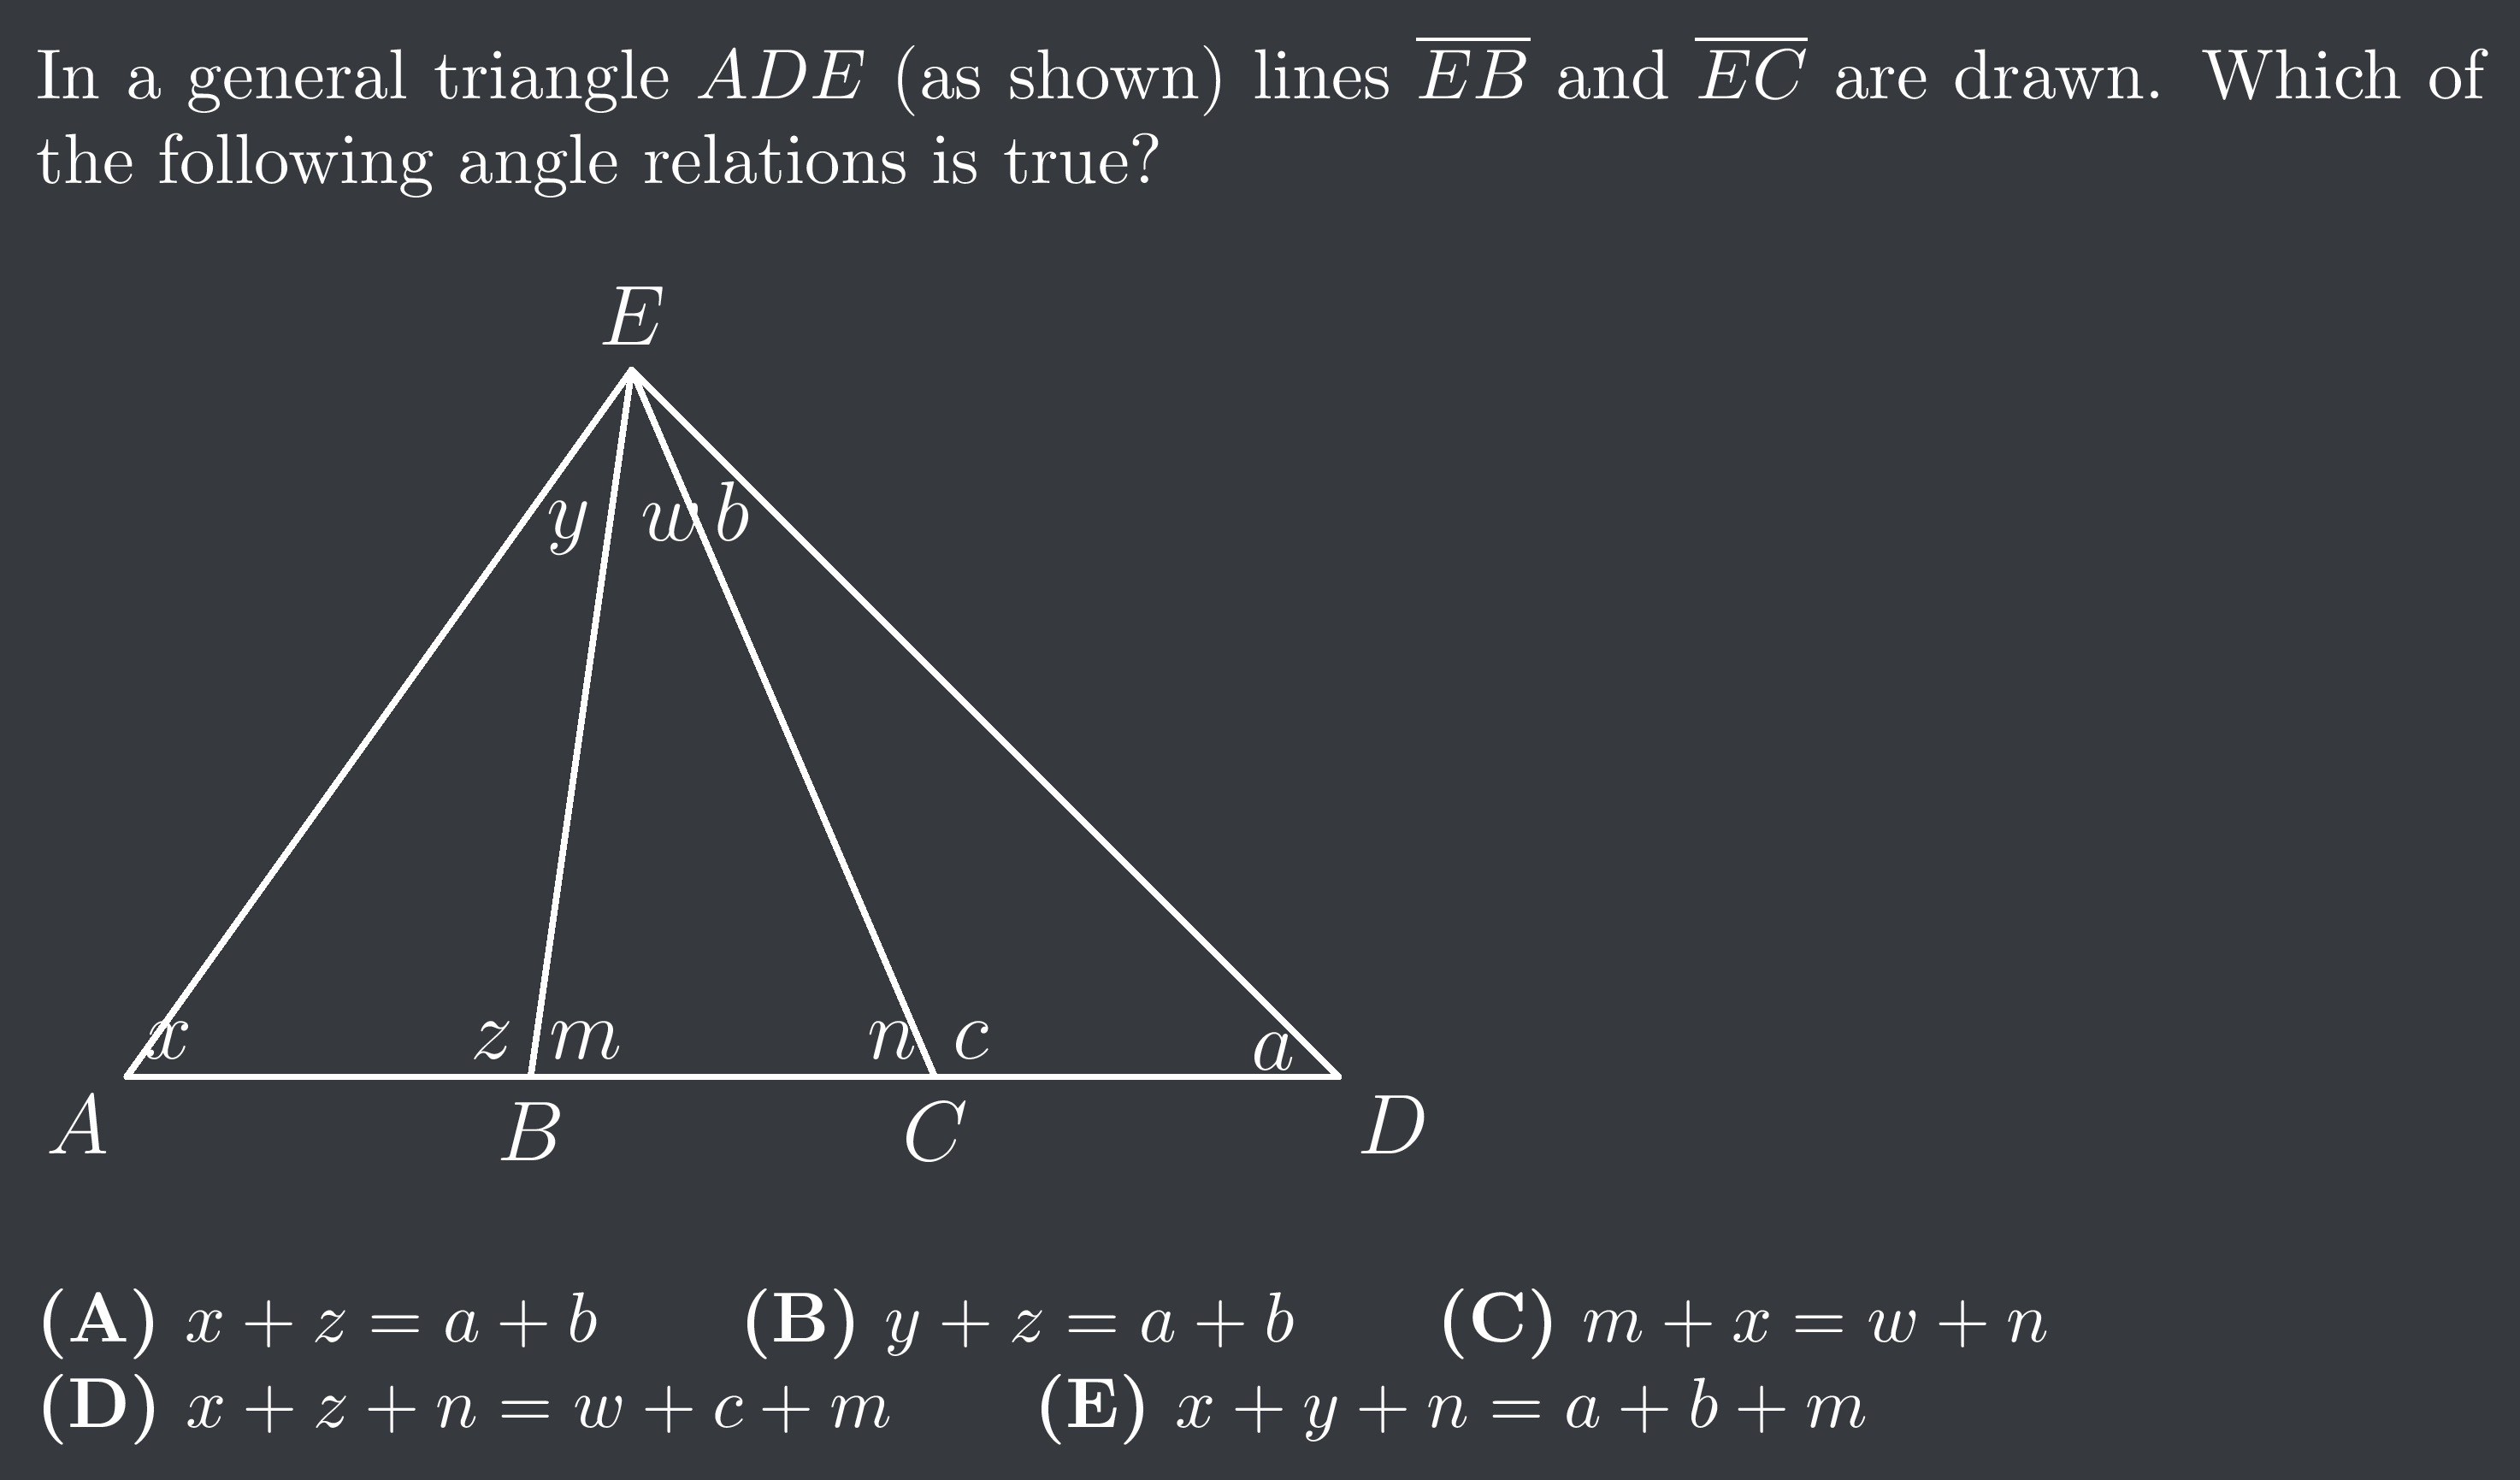 In a general triangle $ADE$ (as shown) lines $\overline{EB}$ and $\overline{EC}$ are drawn. Which of
the following angle relations is true?
E
y w b
x z m n c a
A B C D
(A) $x + z = a + b$ (B) $y + z = a + b$ (C) $m + x = w + n$
(D) $x + z + n = w + c + m$ (E) $x + y + n = a + b + m$